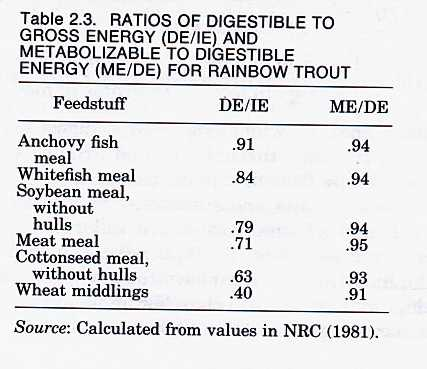 Table 2.3. RATIOS OF DIGESTIBLE TO
GROSS ENERGY (DE/IE) AND
METABOLIZABLE TO DIGESTIBLE
ENERGY (ME/DE) FOR RAINBOW TROUT
Feedstuff DE/IE ME/DE
Anchovy fish .91 .94
meal
Whitefish meal .84 .94
Soybean meal,
without
hulls .79 .94
Meat meal .71 .95
Cottonseed meal,
without hulls .63 .93
Wheat middlings .40 .91
Source: Calculated from values in NRC (1981).